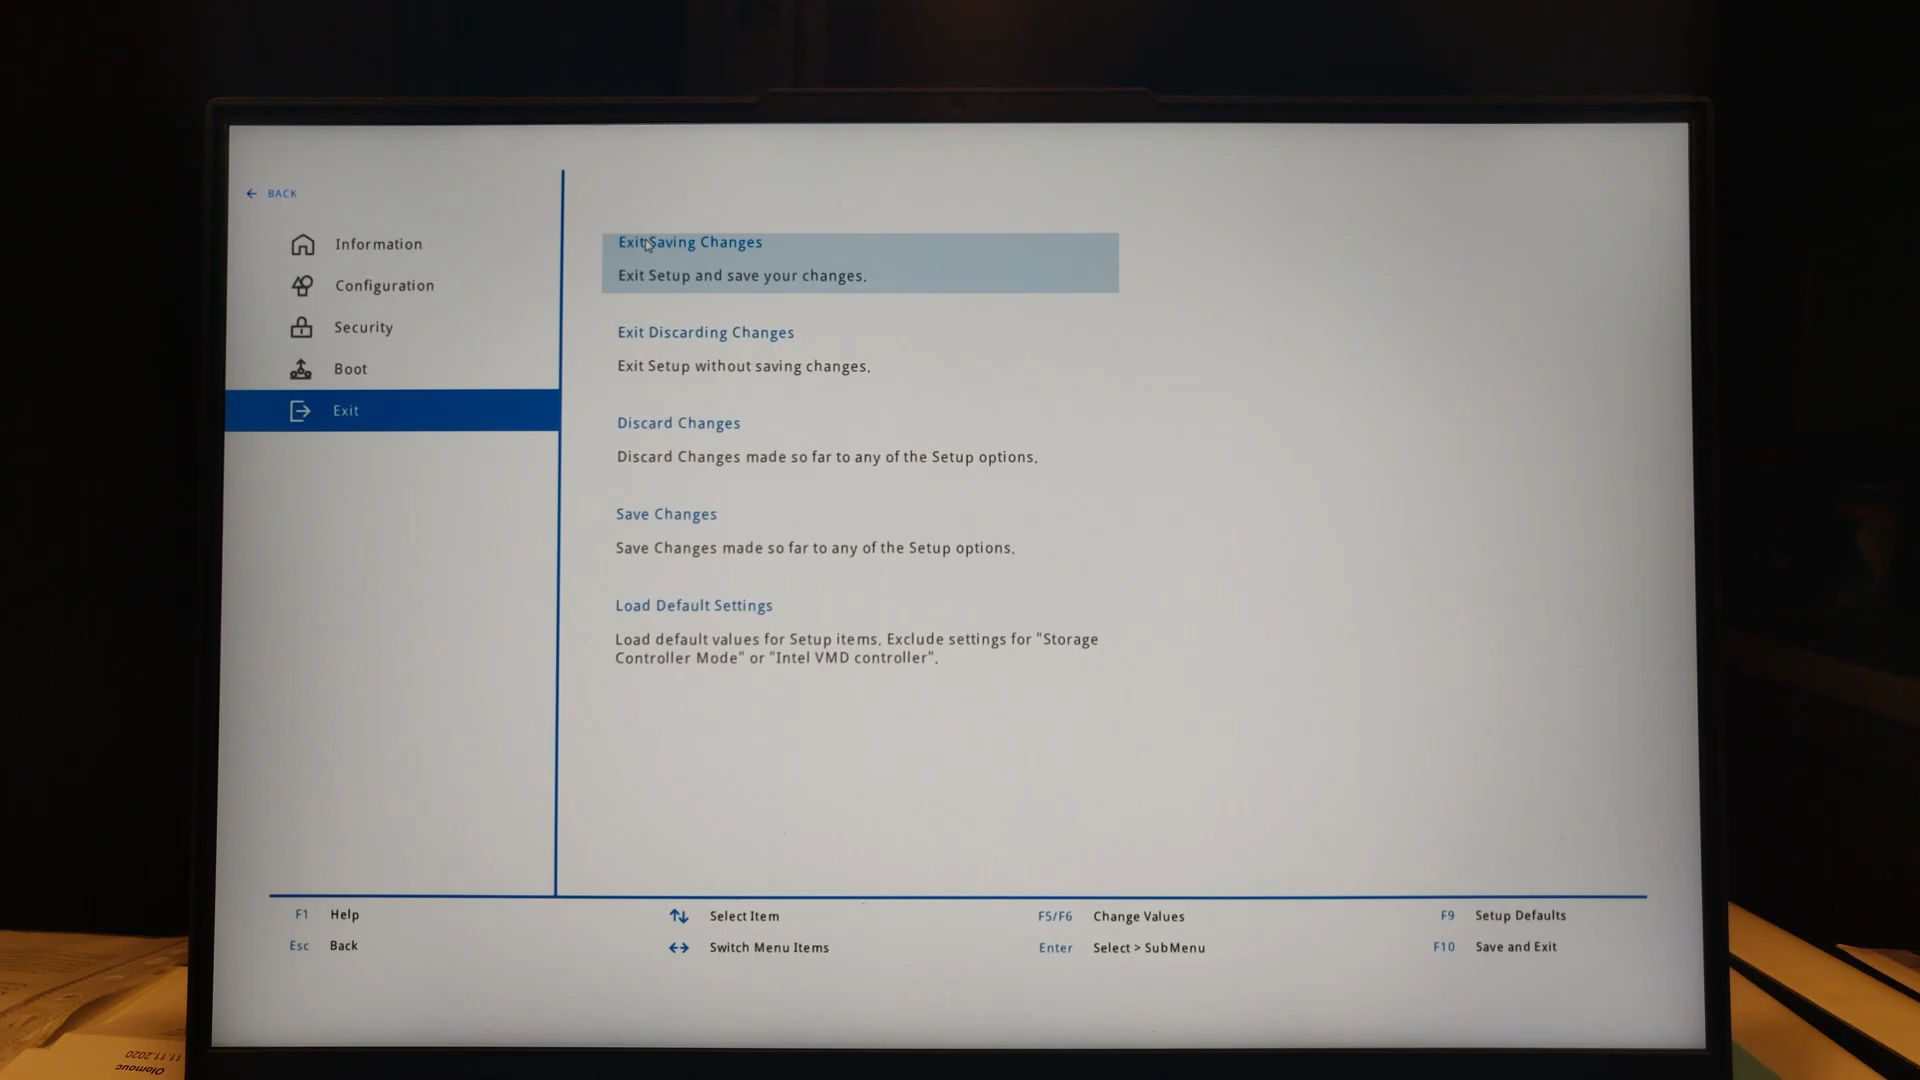 ← BACK
Information
Configuration
Security
Boot
Exit
Exit Saving Changes
Exit Setup and save your changes.
Exit Discarding Changes
Exit Setup without saving changes.
Discard Changes
Discard Changes made so far to any of the Setup options.
Save Changes
Save Changes made so far to any of the Setup options.
Load Default Settings
Load default values for Setup items. Exclude settings for "Storage
Controller Mode" or "Intel VMD controller".
F1 Help
Esc Back
↑↓ Select Item
↔ Switch Menu Items
F5/F6 Change Values
Enter Select > SubMenu
F9 Setup Defaults
F10 Save and Exit
Olomouc
11.11.2020